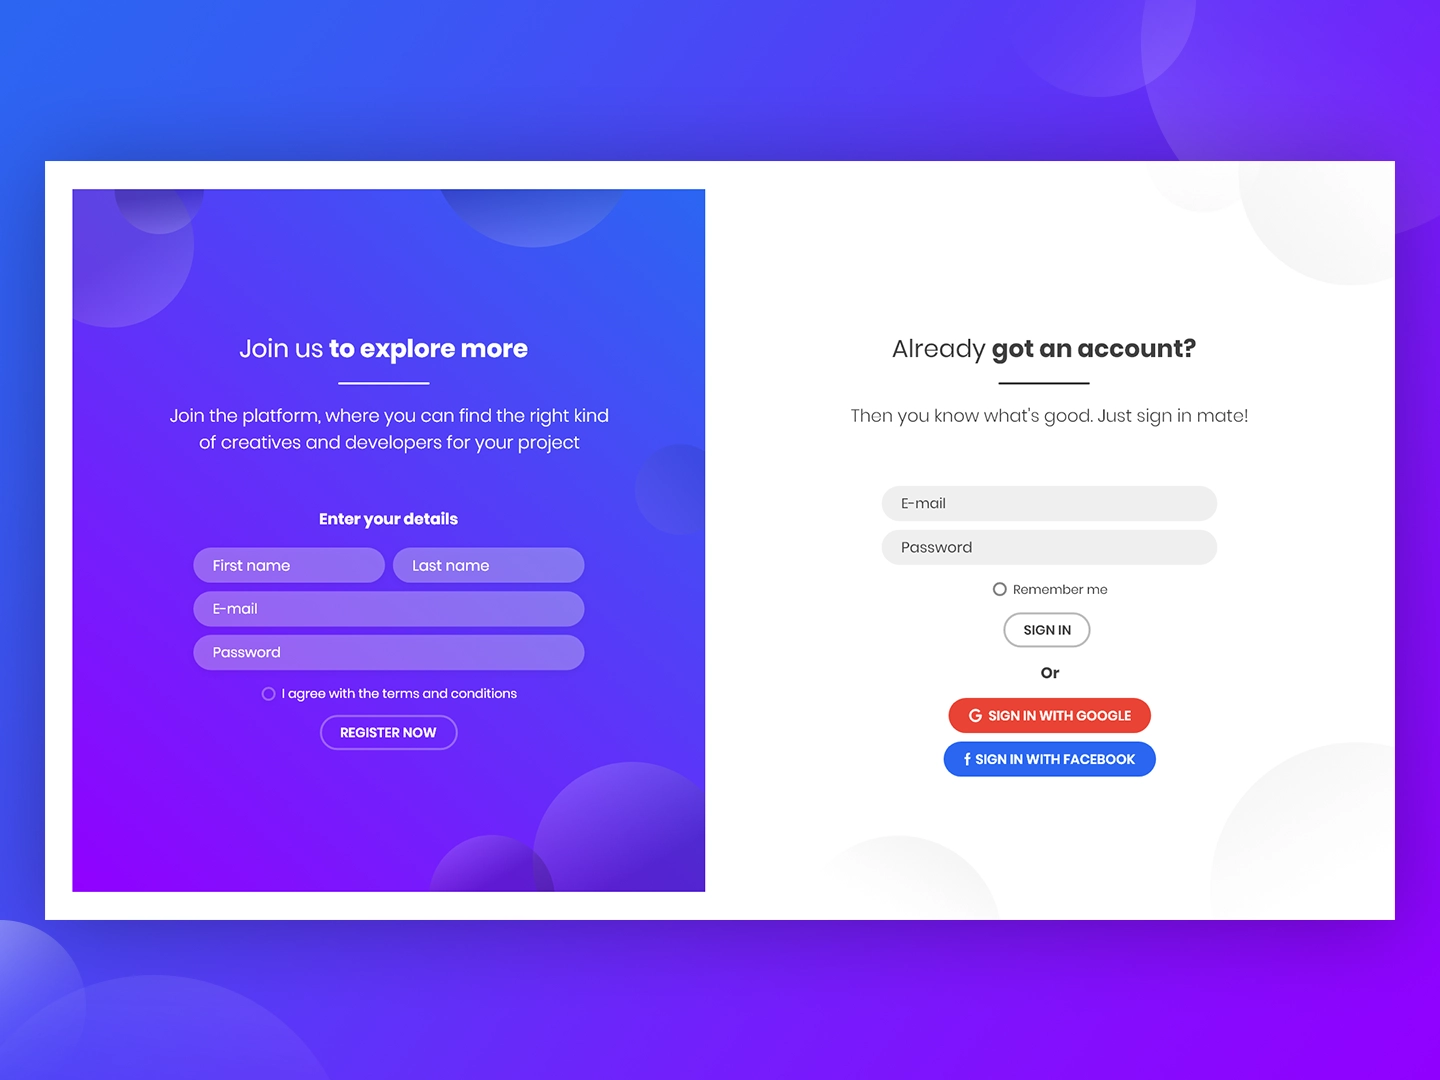 Join us to explore more
Join the platform, where you can find the right kind
of creatives and developers for your project
Enter your details
First name
Last name
E-mail
Password
I agree with the terms and conditions
REGISTER NOW
Already got an account?
Then you know what's good. Just sign in mate!
E-mail
Password
Remember me
SIGN IN
Or
G SIGN IN WITH GOOGLE
f SIGN IN WITH FACEBOOK